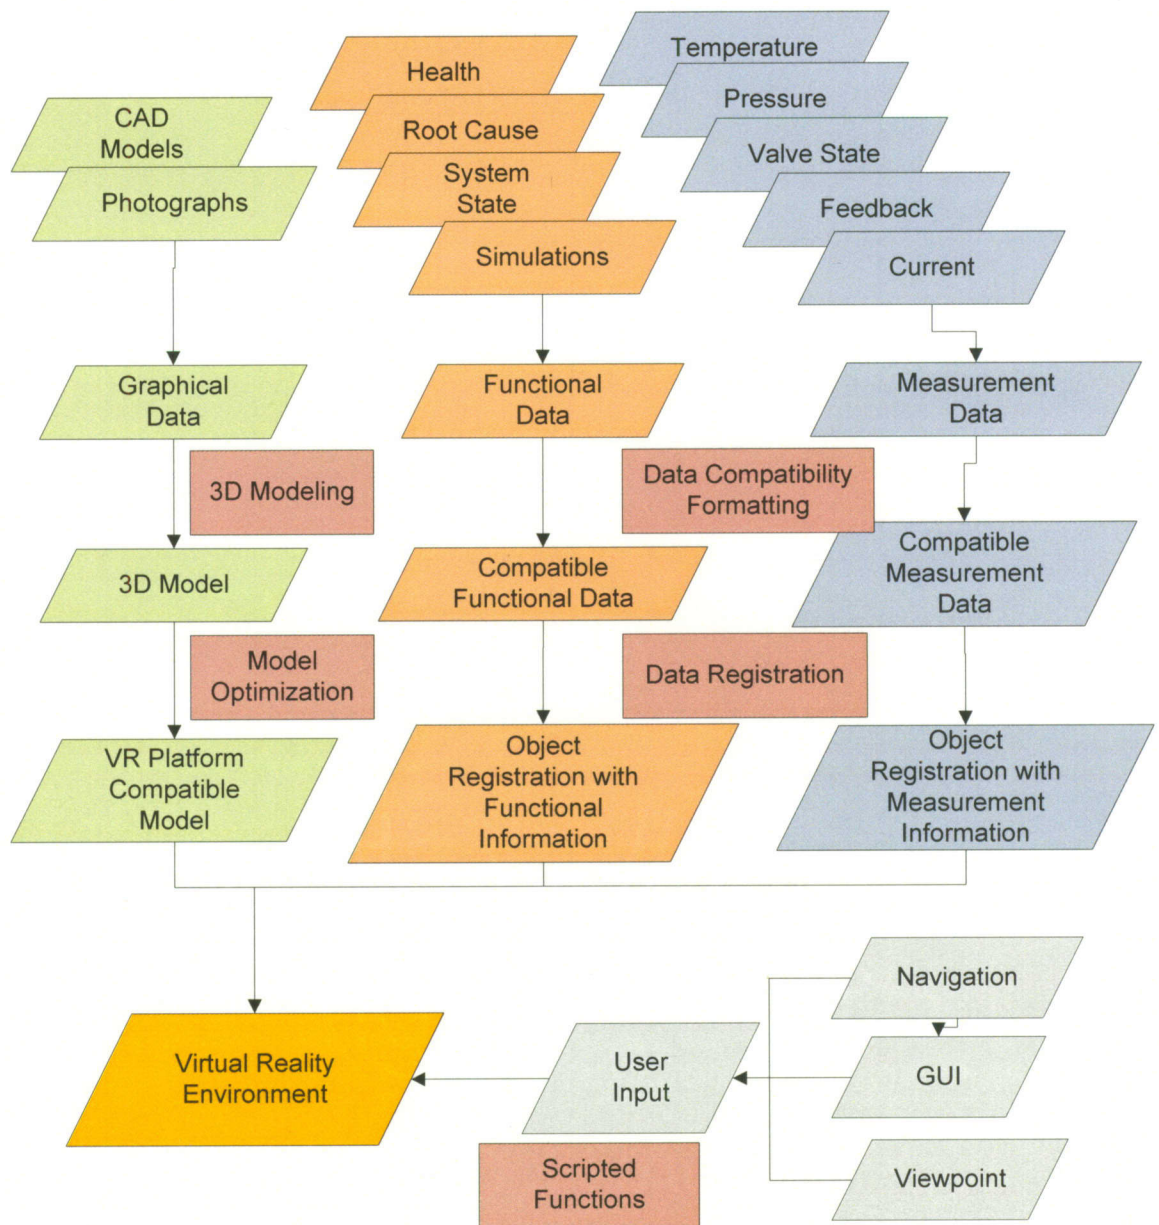 Temperature
Health
Pressure
CAD
Models
Root Cause
Valve State
System
State
Photographs
Feedback
Simulations
Current
Graphical
Data
Functional
Data
Measurement
Data
3D Modeling
Data Compatibility
Formatting
3D Model
Compatible
Functional Data
Compatible
Measurement
Data
Model
Optimization
Data Registration
VR Platform
Compatible
Model
Object
Registration with
Functional
Information
Object
Registration with
Measurement
Information
Navigation
Virtual Reality
Environment
User
Input
GUI
Scripted
Functions
Viewpoint